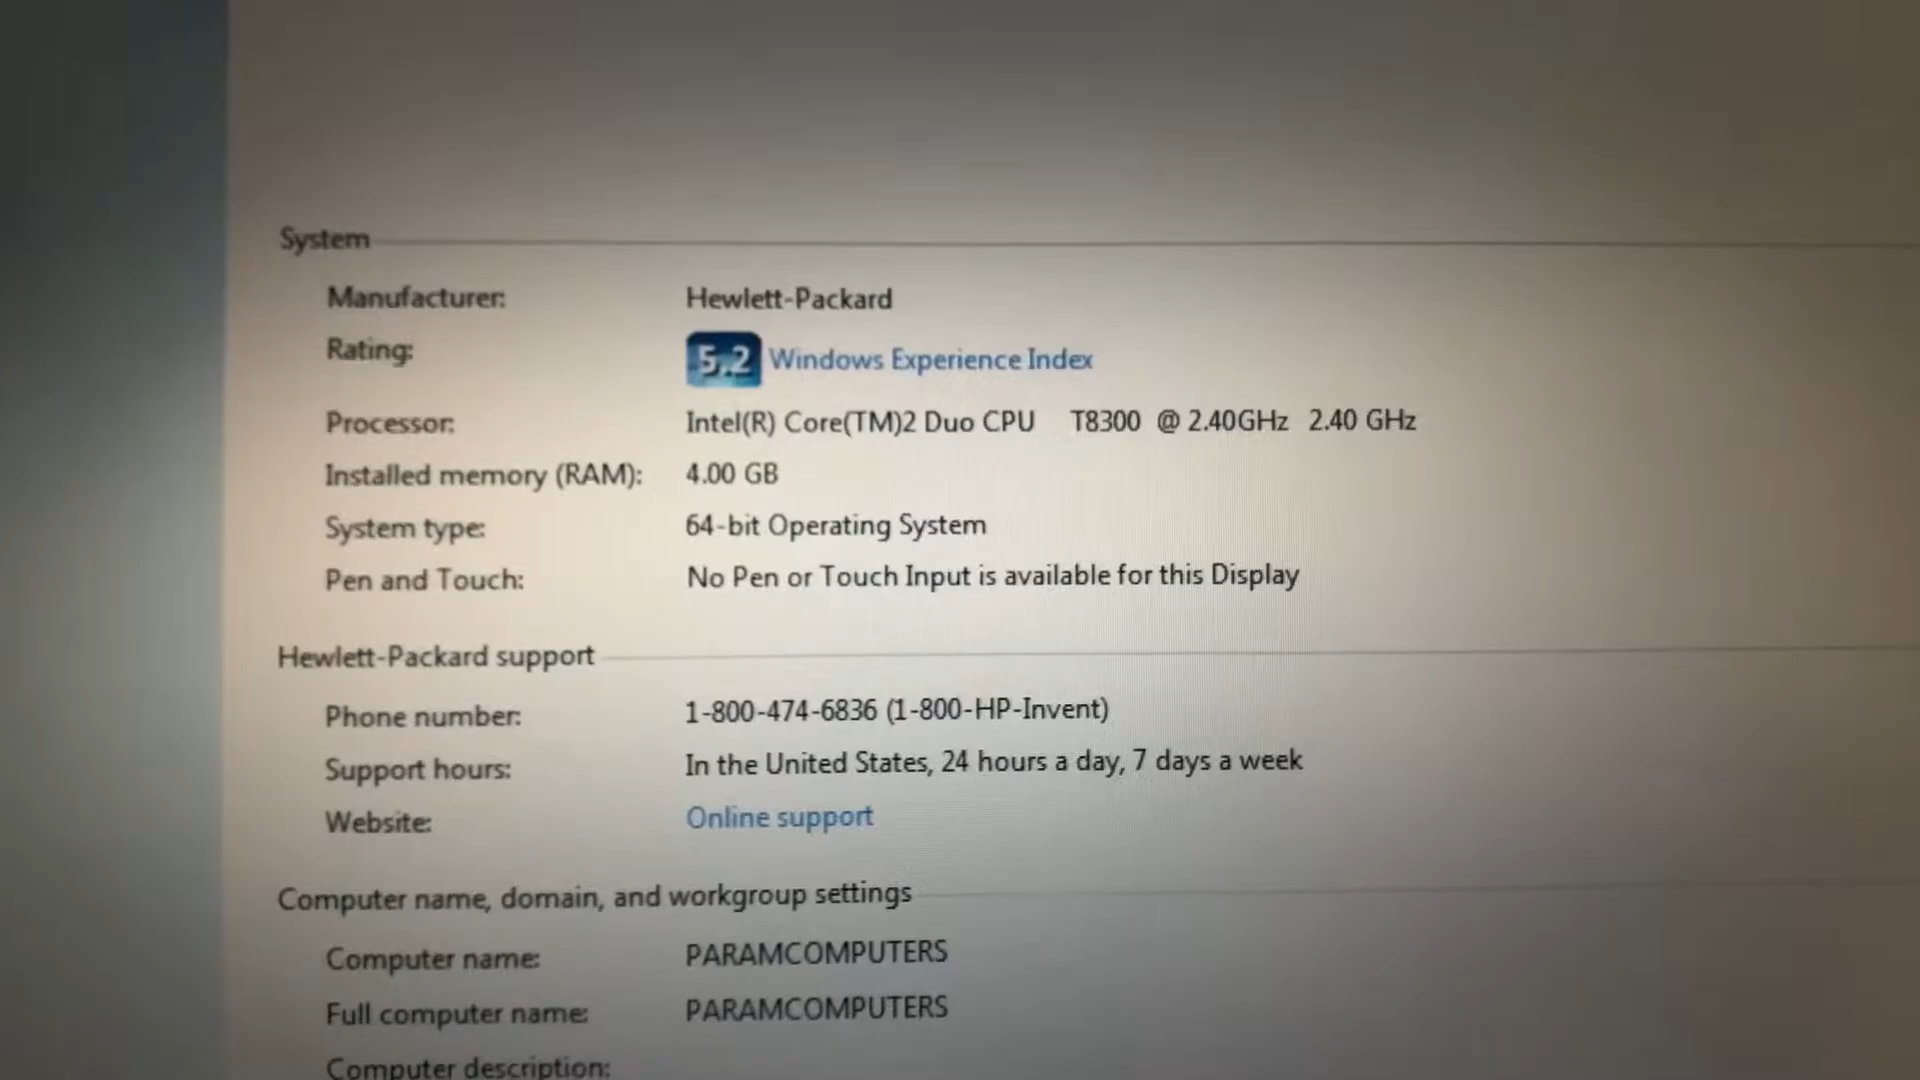 System
Manufacturer: Hewlett-Packard
Rating: 5.2 Windows Experience Index
Processor: Intel(R) Core(TM)2 Duo CPU T8300 @ 2.40GHz 2.40 GHz
Installed memory (RAM): 4.00 GB
System type: 64-bit Operating System
Pen and Touch: No Pen or Touch Input is available for this Display
Hewlett-Packard support
Phone number: 1-800-474-6836 (1-800-HP-Invent)
Support hours: In the United States, 24 hours a day, 7 days a week
Website: Online support
Computer name, domain, and workgroup settings
Computer name: PARAMCOMPUTERS
Full computer name: PARAMCOMPUTERS
Computer description: